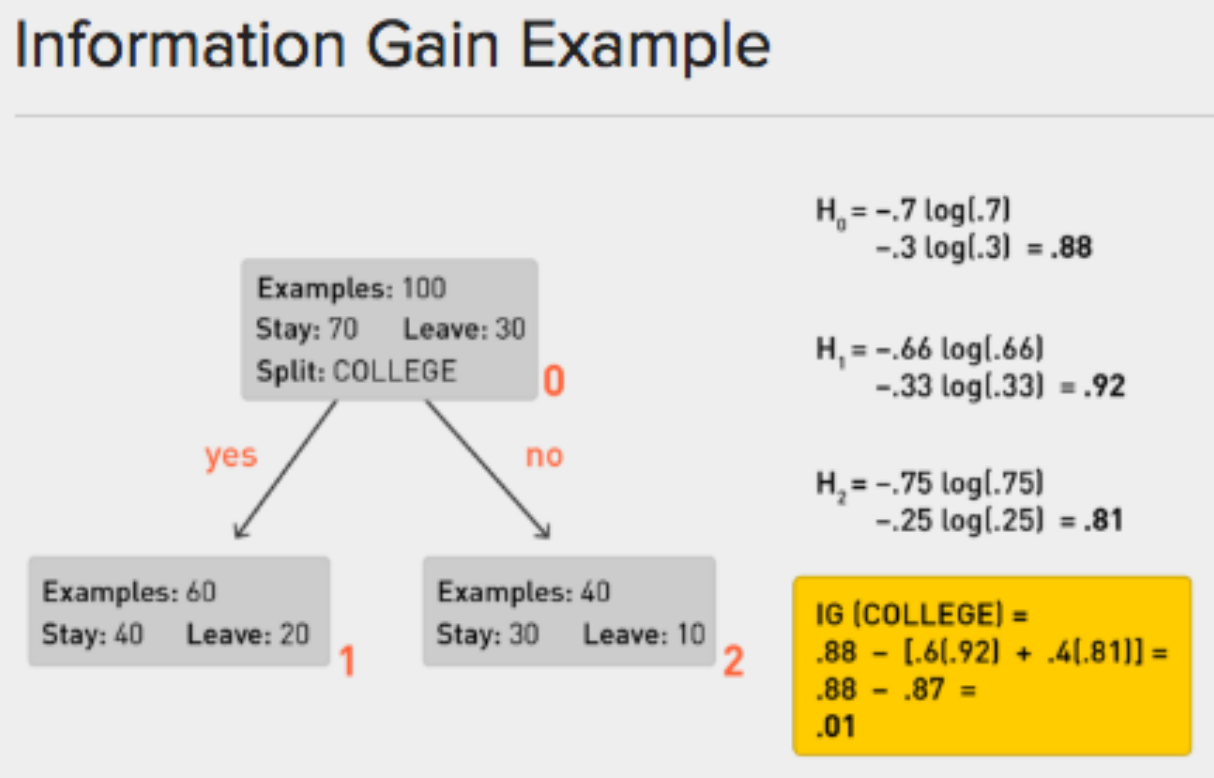 Information Gain Example
Examples: 100
Stay: 70 Leave: 30
Split: COLLEGE
0
yes
no
Examples: 60
Stay: 40 Leave: 20
1
Examples: 40
Stay: 30 Leave: 10
2
H₀ = –.7 log(.7)
–.3 log(.3) = .88
H₁ = –.66 log(.66)
–.33 log(.33) = .92
H₂ = –.75 log(.75)
–.25 log(.25) = .81
IG (COLLEGE) =
.88 – [.6(.92) + .4(.81)] =
.88 – .87 =
.01